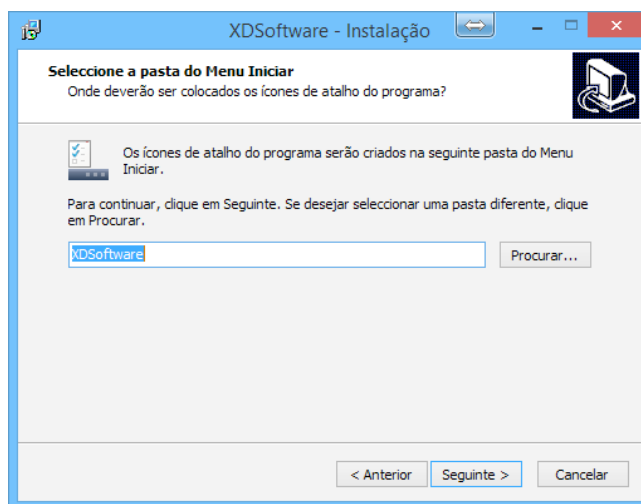 XDSoftware - Instalação
Seleccione a pasta do Menu Iniciar
Onde deverão ser colocados os ícones de atalho do programa?
Os ícones de atalho do programa serão criados na seguinte pasta do Menu
Iniciar.
Para continuar, clique em Seguinte. Se desejar seleccionar uma pasta diferente, clique
em Procurar.
XDSoftware
Procurar...
< Anterior
Seguinte >
Cancelar